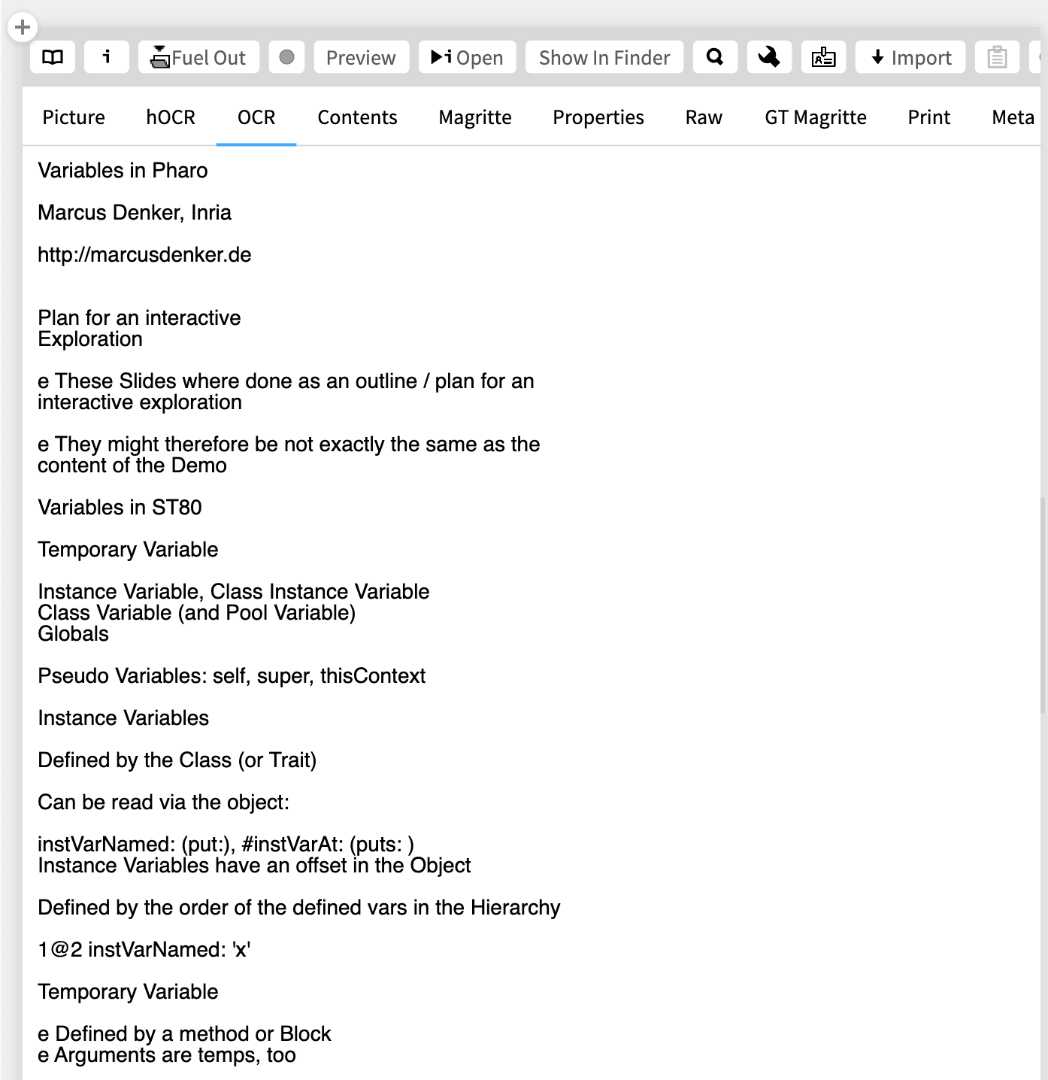 Fuel Out Preview Open Show In Finder Import
Picture hOCR OCR Contents Magritte Properties Raw GT Magritte Print Meta
Variables in Pharo
Marcus Denker, Inria
http://marcusdenker.de
Plan for an interactive
Exploration
e These Slides where done as an outline / plan for an
interactive exploration
e They might therefore be not exactly the same as the
content of the Demo
Variables in ST80
Temporary Variable
Instance Variable, Class Instance Variable
Class Variable (and Pool Variable)
Globals
Pseudo Variables: self, super, thisContext
Instance Variables
Defined by the Class (or Trait)
Can be read via the object:
instVarNamed: (put:), #instVarAt: (puts: )
Instance Variables have an offset in the Object
Defined by the order of the defined vars in the Hierarchy
1@2 instVarNamed: 'x'
Temporary Variable
e Defined by a method or Block
e Arguments are temps, too